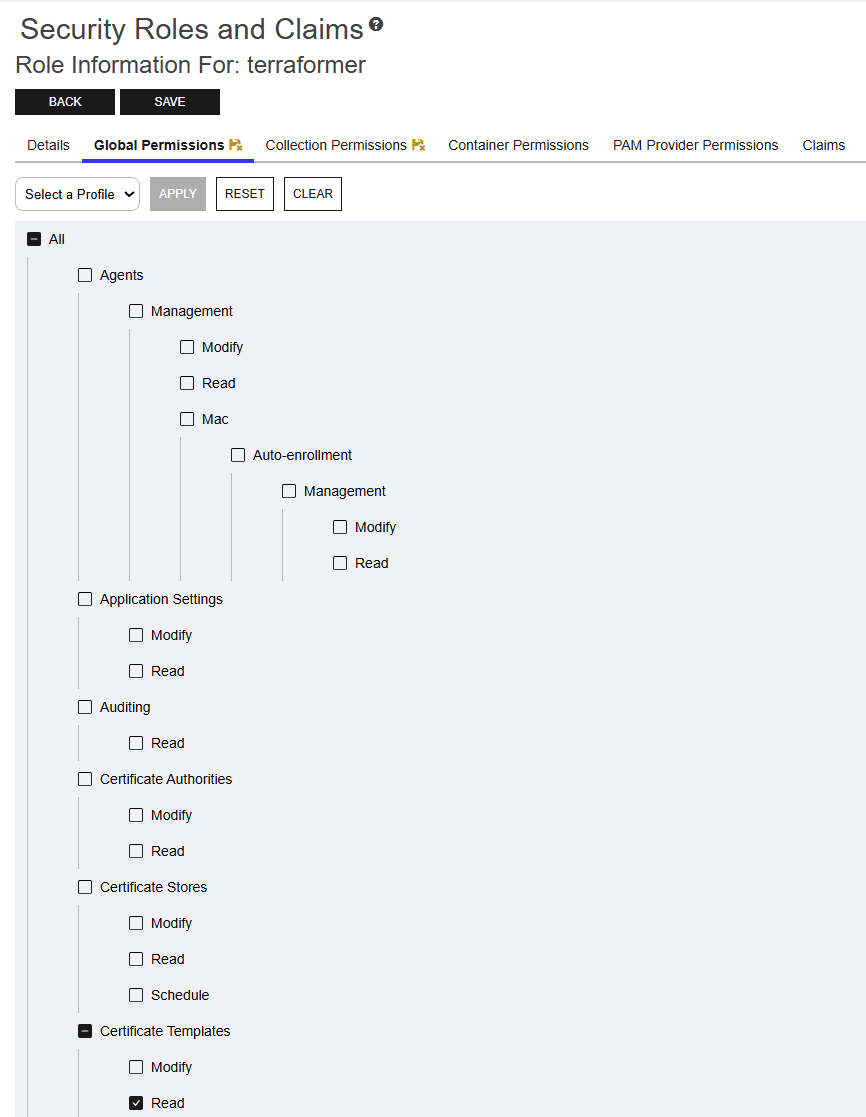 Security Roles and Claims ?
Role Information For: terraformer
BACK SAVE
Details Global Permissions Collection Permissions Container Permissions PAM Provider Permissions Claims
Select a Profile APPLY RESET CLEAR
All
Agents
Management
Modify
Read
Mac
Auto-enrollment
Management
Modify
Read
Application Settings
Modify
Read
Auditing
Read
Certificate Authorities
Modify
Read
Certificate Stores
Modify
Read
Schedule
Certificate Templates
Modify
Read